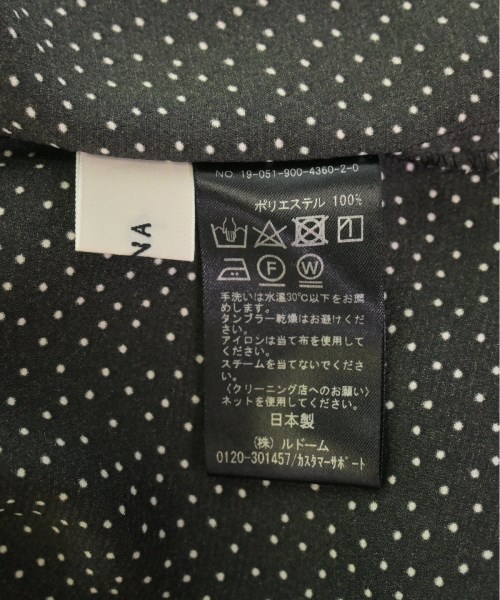 NO 19-051-900-4360-2-0
ポリエステル 100%
F W
手洗いは水温30℃以下をお薦
めします。
タンブラー乾燥はお避けくださ
い。
アイロンは当て布を使用して
ください。
スチームを当てないでくださ
い。
〈クリーニング店へのお願い〉
ネットを使用してください。
日本製
(株) ルドーム
0120-301457/カスタマーサポート
NA